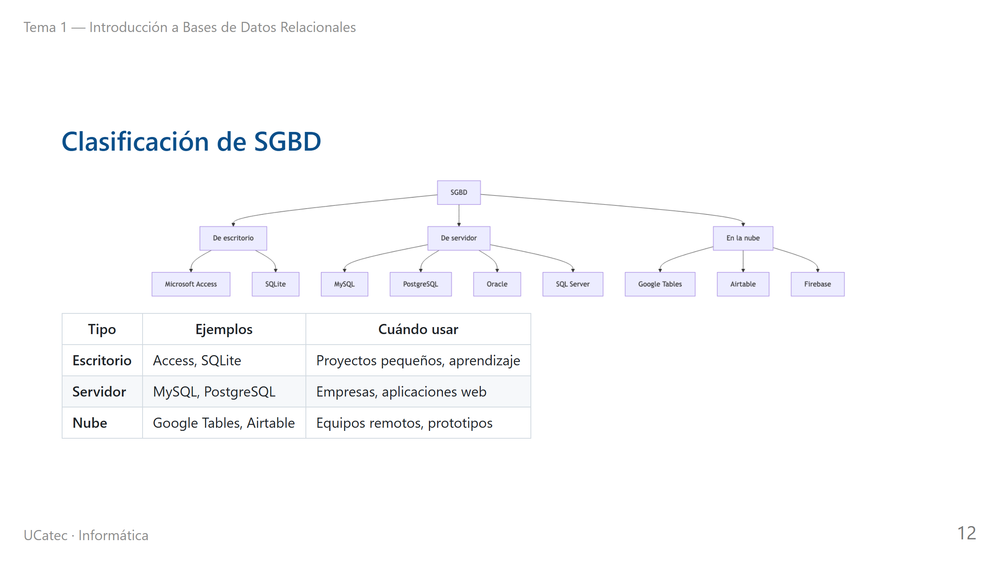 Tema 1 — Introducción a Bases de Datos Relacionales
Clasificación de SGBD
SGBD
De escritorio
De servidor
En la nube
Microsoft Access
SQLite
MySQL
PostgreSQL
Oracle
SQL Server
Google Tables
Airtable
Firebase
Tipo Ejemplos Cuándo usar
Escritorio Access, SQLite Proyectos pequeños, aprendizaje
Servidor MySQL, PostgreSQL Empresas, aplicaciones web
Nube Google Tables, Airtable Equipos remotos, prototipos
UCatec · Informática
12